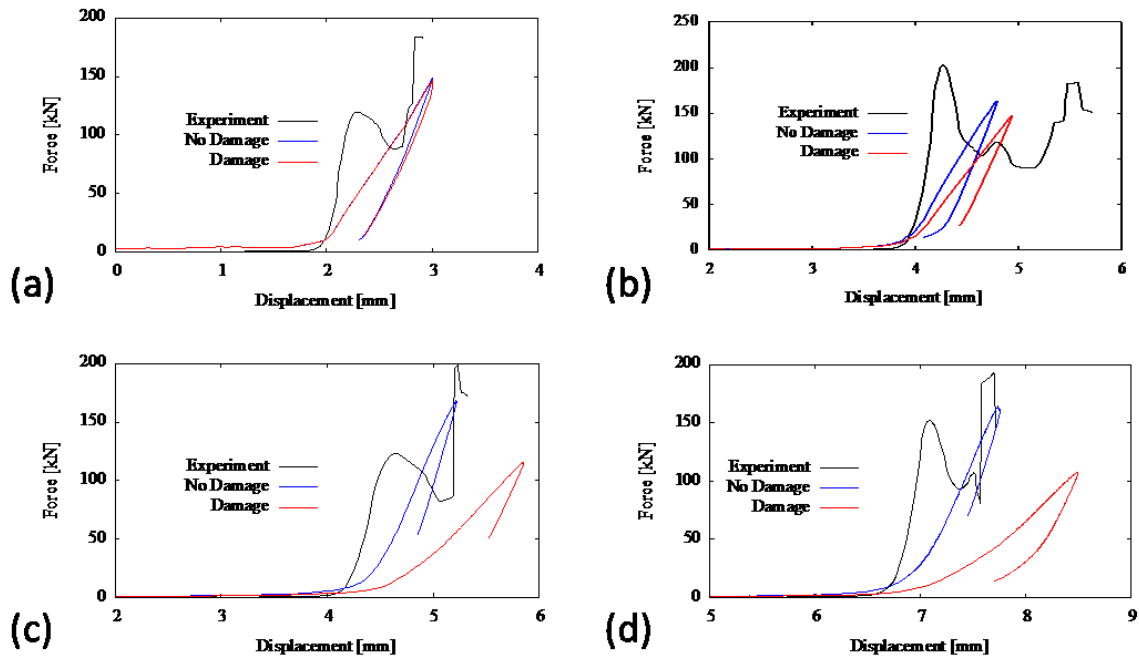 200
150
100
50
0
Force [kN]
Experiment
No Damage
Damage
0 1 2 3 4
Displacement [mm]
(a)
250
200
150
100
50
0
Force [kN]
Experiment
No Damage
Damage
2 3 4 5 6
Displacement [mm]
(b)
200
150
100
50
0
Force [kN]
Experiment
No Damage
Damage
2 3 4 5 6
Displacement [mm]
(c)
200
150
100
50
0
Force [kN]
Experiment
No Damage
Damage
5 6 7 8 9
Displacement [mm]
(d)